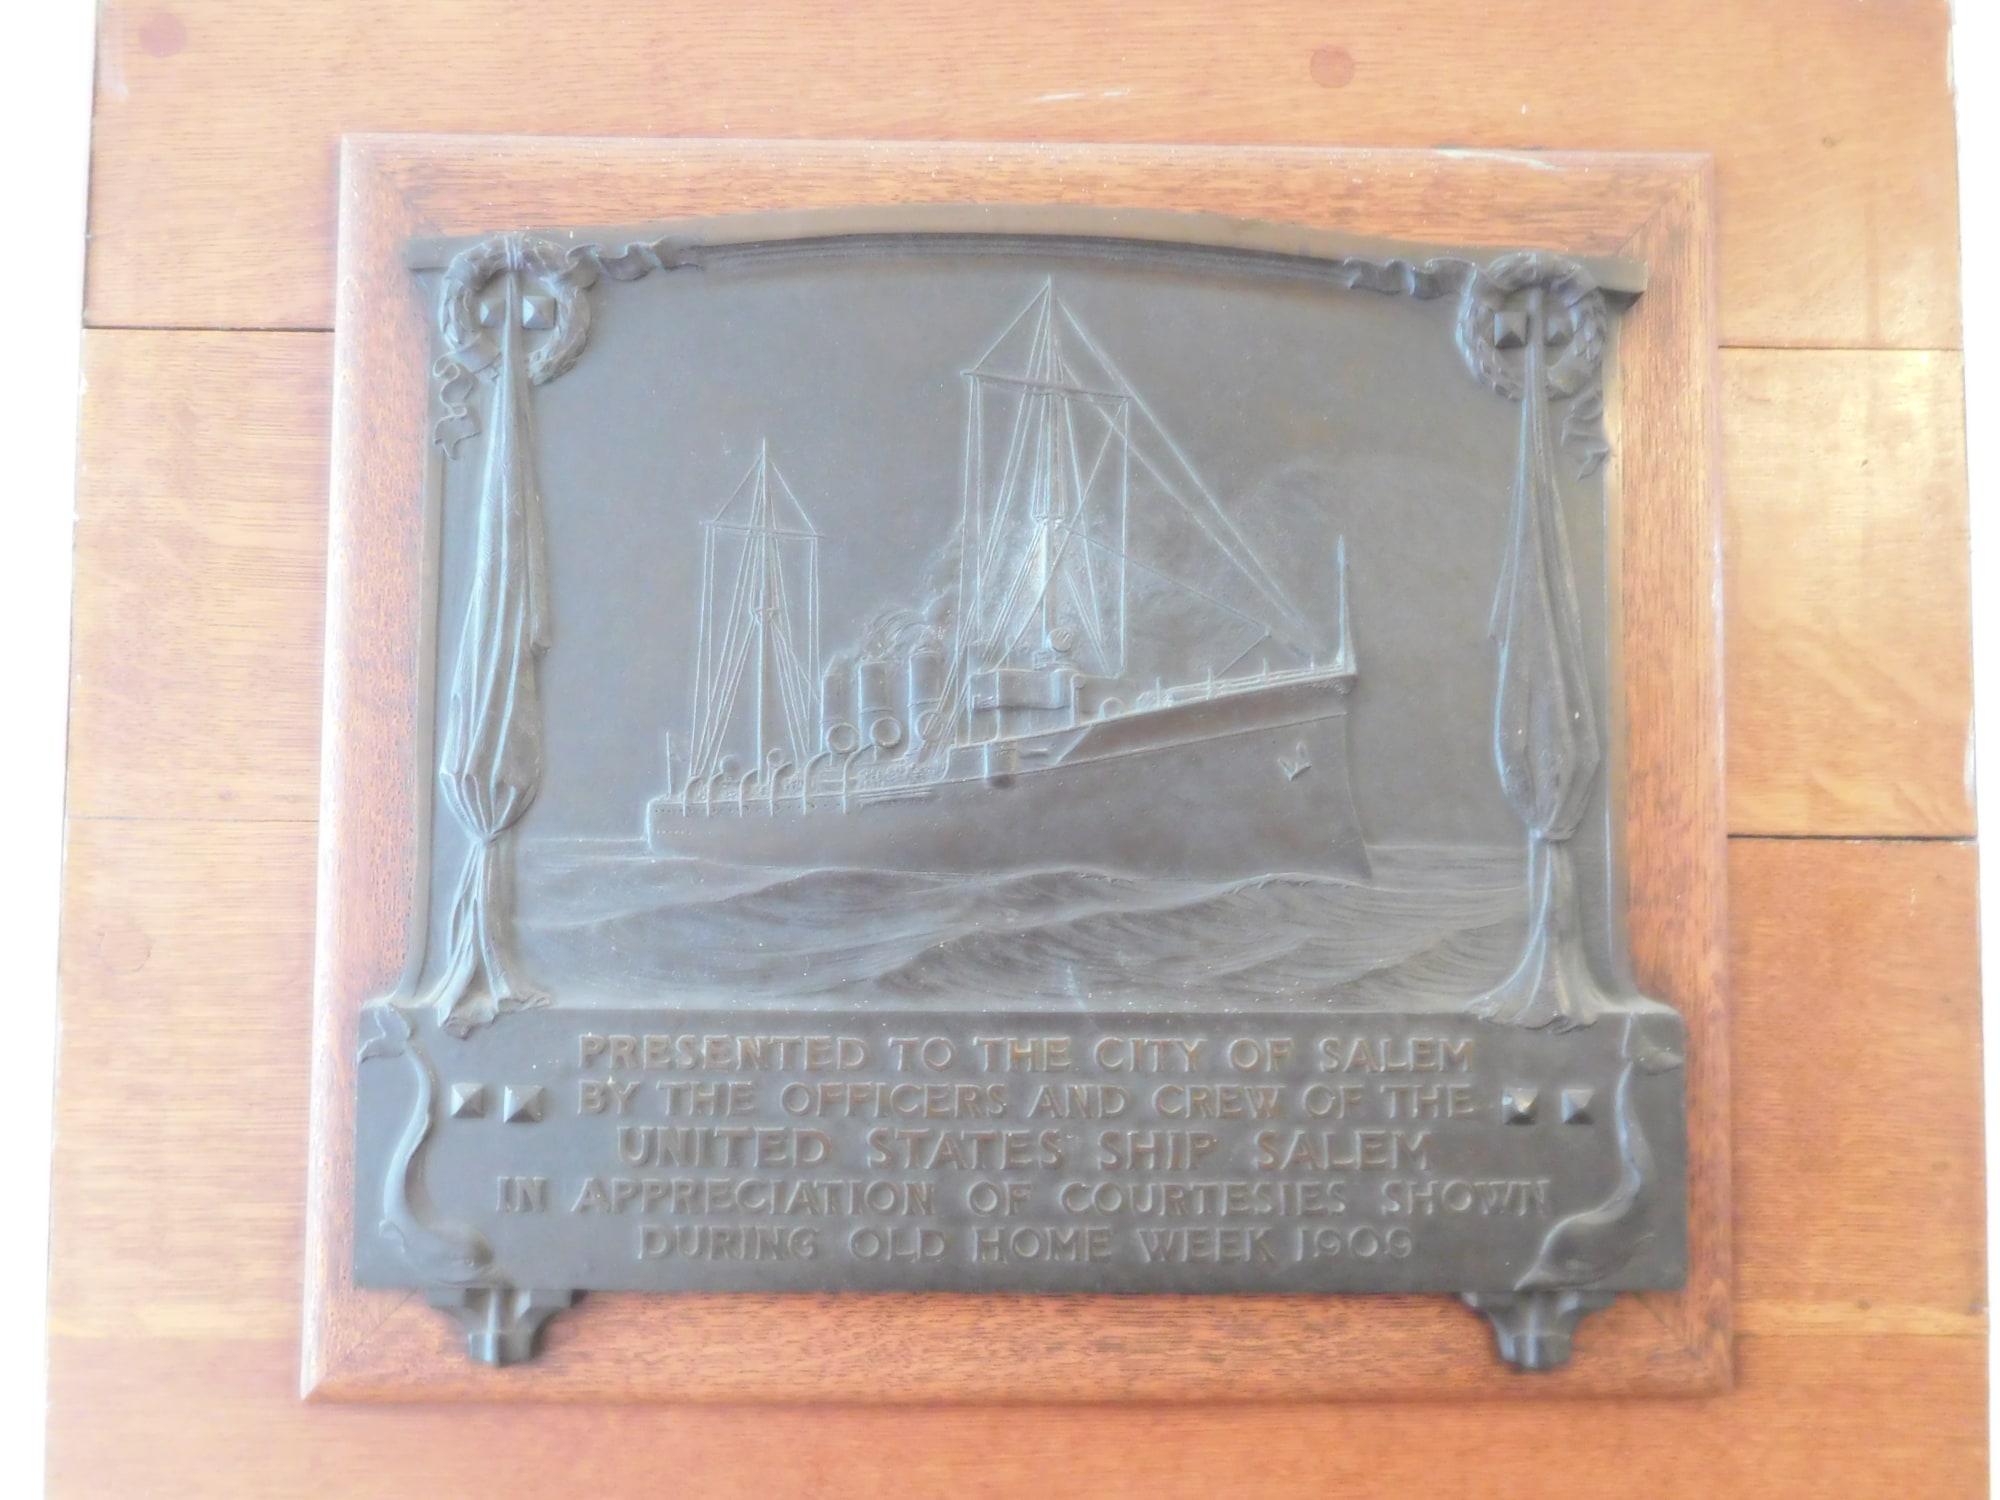 PRESENTED TO THE CITY OF SALEM
BY THE OFFICERS AND CREW OF THE
UNITED STATES SHIP SALEM
IN APPRECIATION OF COURTESIES SHOWN
DURING OLD HOME WEEK 1909